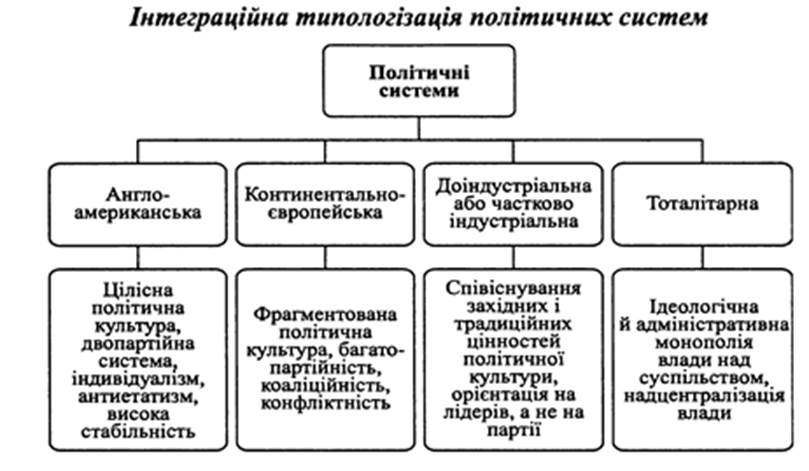 Інтеграційна типологізація політичних систем
Політичні
системи
Англо-
американська
Континентально-
європейська
Доіндустріальна
або частково
індустріальна
Тоталітарна
Цілісна
політична
культура,
двопартійна
система,
індивідуалізм,
антиетатизм,
висока
стабільність
Фрагментована
політична
культура, багато-
партійність,
коаліційність,
конфліктність
Співіснування
західних і
традиційних
цінностей
політичної
культури,
орієнтація на
лідерів, а не на
партії
Ідеологічна
й адміністративна
монополія
влади над
суспільством,
надцентралізація
влади